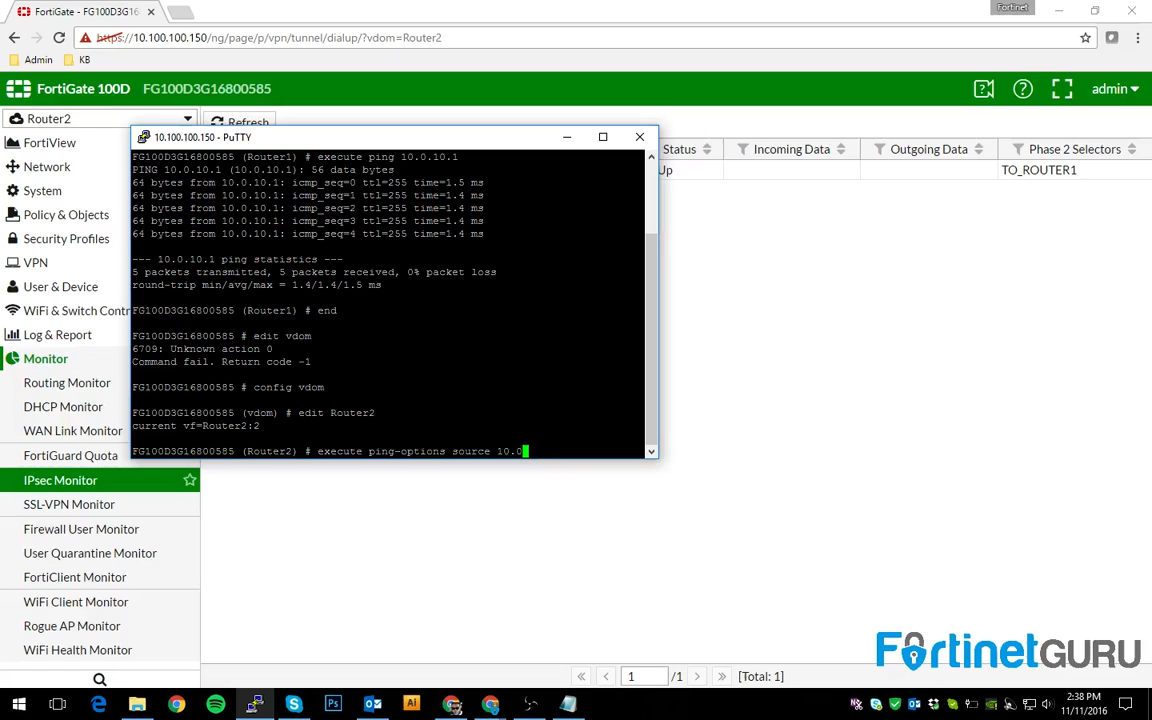 FortiGate - FG100D3G16
Fortinet
https://10.100.100.150/ng/page/p/vpn/tunnel/dialup/?vdom=Router2
Admin
KB
FortiGate 100D
FG100D3G16800585
admin
Router2
Refresh
FortiView
Network
System
Policy & Objects
Security Profiles
VPN
User & Device
WiFi & Switch Contr
Log & Report
Monitor
Routing Monitor
DHCP Monitor
WAN Link Monitor
FortiGuard Quota
IPsec Monitor
SSL-VPN Monitor
Firewall User Monitor
User Quarantine Monitor
FortiClient Monitor
WiFi Client Monitor
Rogue AP Monitor
WiFi Health Monitor
10.100.100.150 - PuTTY
FG100D3G16800585 (Router1) # execute ping 10.0.10.1
PING 10.0.10.1 (10.0.10.1): 56 data bytes
64 bytes from 10.0.10.1: icmp_seq=0 ttl=255 time=1.5 ms
64 bytes from 10.0.10.1: icmp_seq=1 ttl=255 time=1.4 ms
64 bytes from 10.0.10.1: icmp_seq=2 ttl=255 time=1.4 ms
64 bytes from 10.0.10.1: icmp_seq=3 ttl=255 time=1.4 ms
64 bytes from 10.0.10.1: icmp_seq=4 ttl=255 time=1.4 ms
--- 10.0.10.1 ping statistics ---
5 packets transmitted, 5 packets received, 0% packet loss
round-trip min/avg/max = 1.4/1.4/1.5 ms
FG100D3G16800585 (Router1) # end
FG100D3G16800585 # edit vdom
6709: Unknown action 0
Command fail. Return code -1
FG100D3G16800585 # config vdom
FG100D3G16800585 (vdom) # edit Router2
current vf=Router2:2
FG100D3G16800585 (Router2) # execute ping-options source 10.0
Status
Incoming Data
Outgoing Data
Phase 2 Selectors
Up
TO_ROUTER1
FortinetGURU
1
/1
[Total: 1]
2:38 PM
11/11/2016